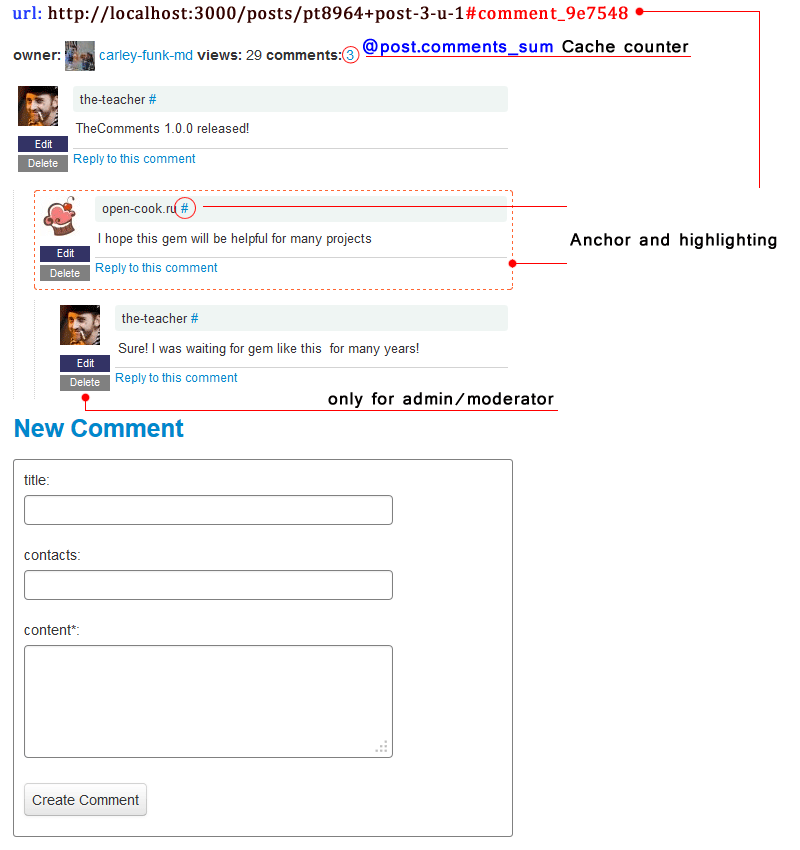 url: http://localhost:3000/posts/pt8964+post-3-u-1#comment_9e7548
owner: carley-funk-md views: 29 comments: 3 @post.comments_sum Cache counter
the-teacher #
TheComments 1.0.0 released!
Edit
Delete
Reply to this comment
open-cook.ru #
I hope this gem will be helpful for many projects
Anchor and highlighting
Edit
Delete
Reply to this comment
the-teacher #
Sure! I was waiting for gem like this for many years!
Edit
Delete
Reply to this comment
only for admin/moderator
New Comment
title:
contacts:
content*:
Create Comment